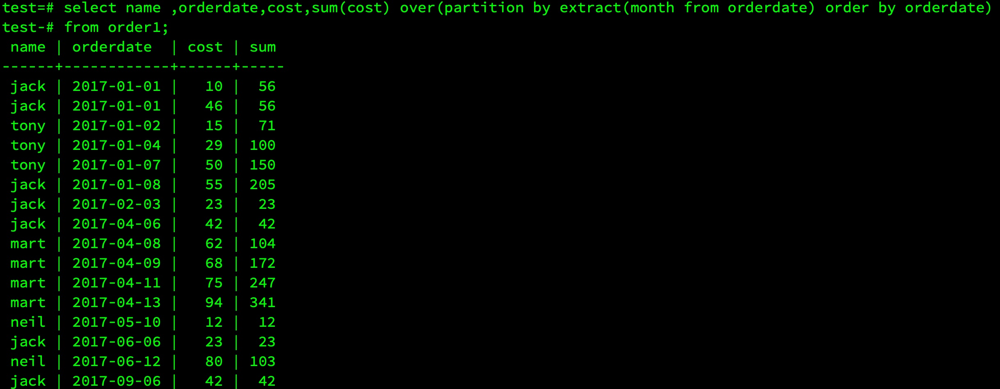 test=# select name ,orderdate,cost,sum(cost) over(partition by extract(month from orderdate) order by orderdate)
test-# from order1;
 name | orderdate  | cost | sum
------+------------+------+-----
 jack | 2017-01-01 |   10 |  56
 jack | 2017-01-01 |   46 |  56
 tony | 2017-01-02 |   15 |  71
 tony | 2017-01-04 |   29 | 100
 tony | 2017-01-07 |   50 | 150
 jack | 2017-01-08 |   55 | 205
 jack | 2017-02-03 |   23 |  23
 jack | 2017-04-06 |   42 |  42
 mart | 2017-04-08 |   62 | 104
 mart | 2017-04-09 |   68 | 172
 mart | 2017-04-11 |   75 | 247
 mart | 2017-04-13 |   94 | 341
 neil | 2017-05-10 |   12 |  12
 jack | 2017-06-06 |   23 |  23
 neil | 2017-06-12 |   80 | 103
 jack | 2017-09-06 |   42 |  42